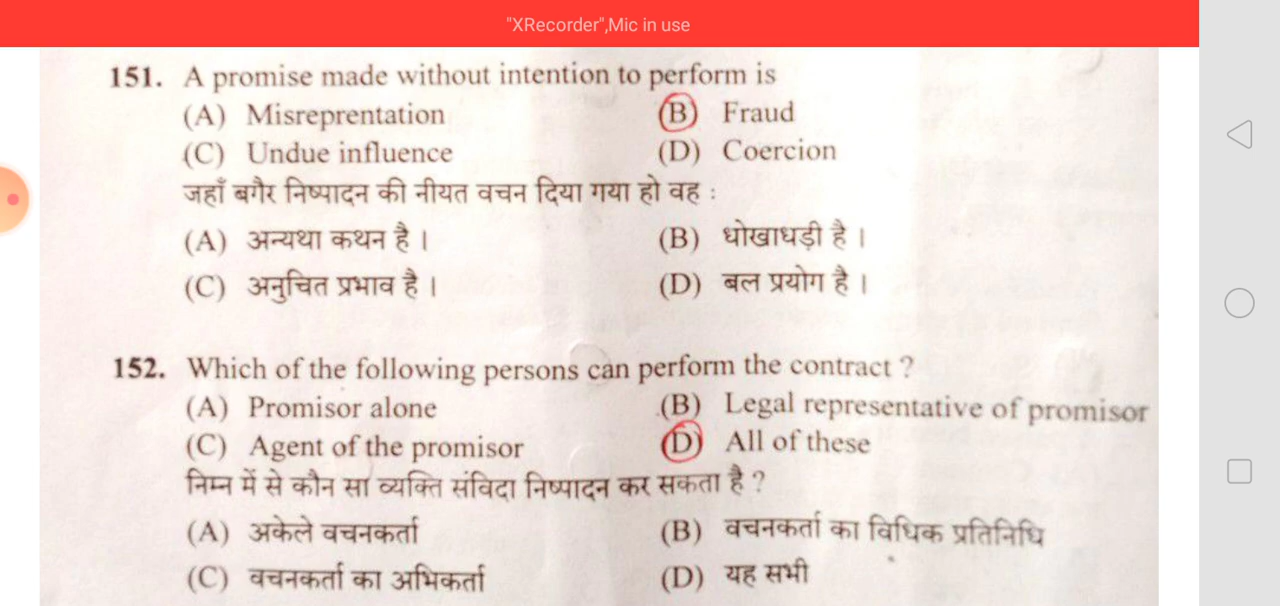 "XRecorder",Mic in use
151. A promise made without intention to perform is
(A) Misreprentation (B) Fraud
(C) Undue influence (D) Coercion
जहाँ बगैर निष्पादन की नीयत वचन दिया गया हो वह :
(A) अन्यथा कथन है । (B) धोखाधड़ी है ।
(C) अनुचित प्रभाव है । (D) बल प्रयोग है ।
152. Which of the following persons can perform the contract ?
(A) Promisor alone (B) Legal representative of promisor
(C) Agent of the promisor (D) All of these
निम्न में से कौन सा व्यक्ति संविदा निष्पादन कर सकता है ?
(A) अकेले वचनकर्ता (B) वचनकर्ता का विधिक प्रतिनिधि
(C) वचनकर्ता का अभिकर्ता (D) यह सभी